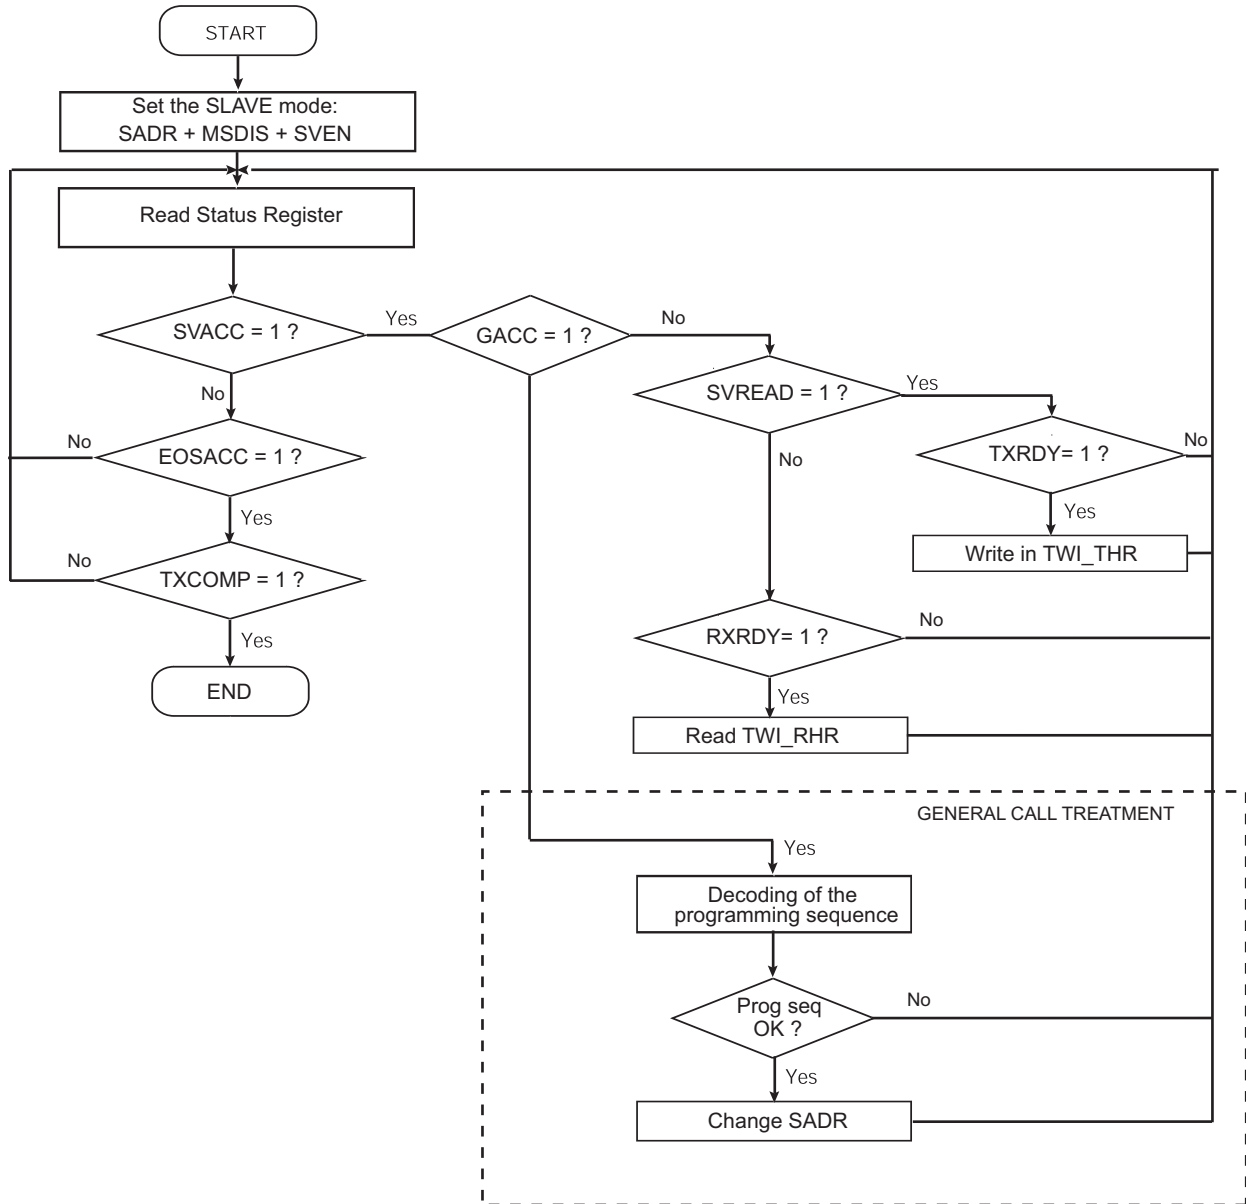 START
Set the SLAVE mode:
SADR + MSDIS + SVEN
Read Status Register
SVACC = 1 ?
Yes
GACC = 1 ?
No
SVREAD = 1 ?
Yes
No
EOSACC = 1 ?
No
TXRDY= 1 ?
No
No
Yes
Yes
Write in TWI_THR
TXCOMP = 1 ?
No
RXRDY= 1 ?
No
Yes
END
Yes
Read TWI_RHR
GENERAL CALL TREATMENT
Yes
Decoding of the
programming sequence
Prog seq
OK ?
No
Yes
Change SADR